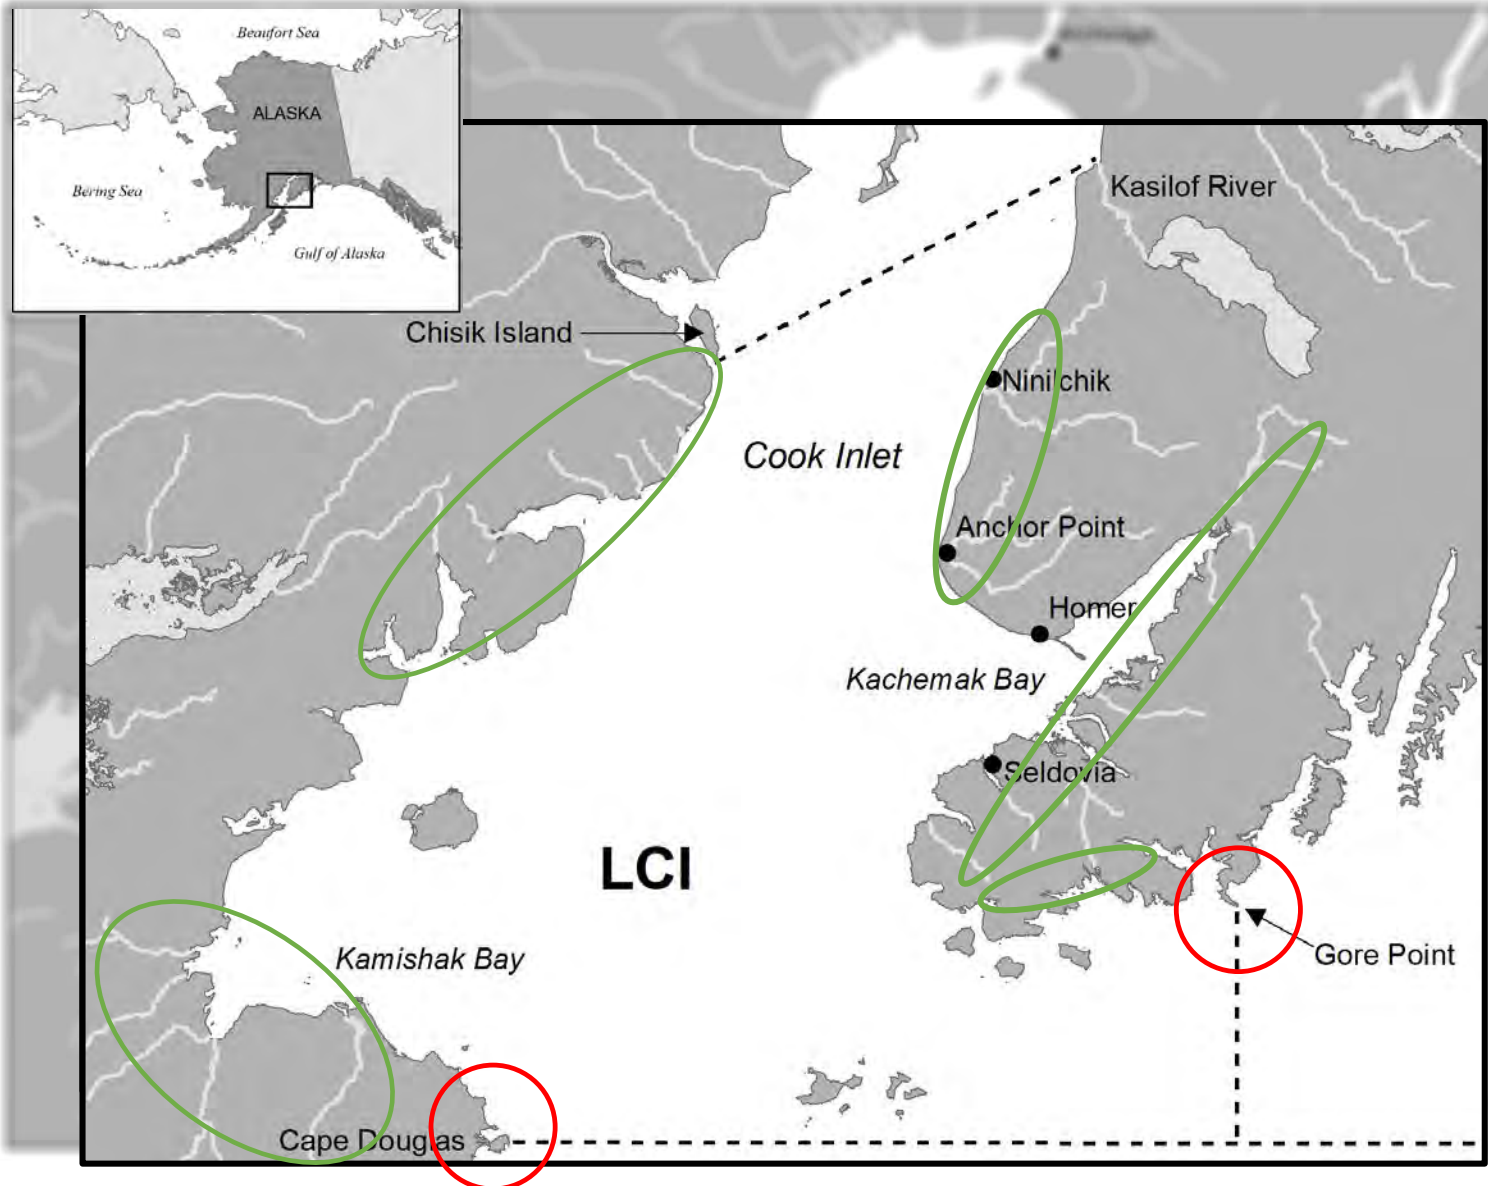 Beaufort Sea
ALASKA
Bering Sea
Gulf of Alaska
Kasilof River
Chisik Island
Ninilchik
Cook Inlet
Anchor Point
Homer
Kachemak Bay
Seldovia
LCI
Gore Point
Kamishak Bay
Cape Douglas